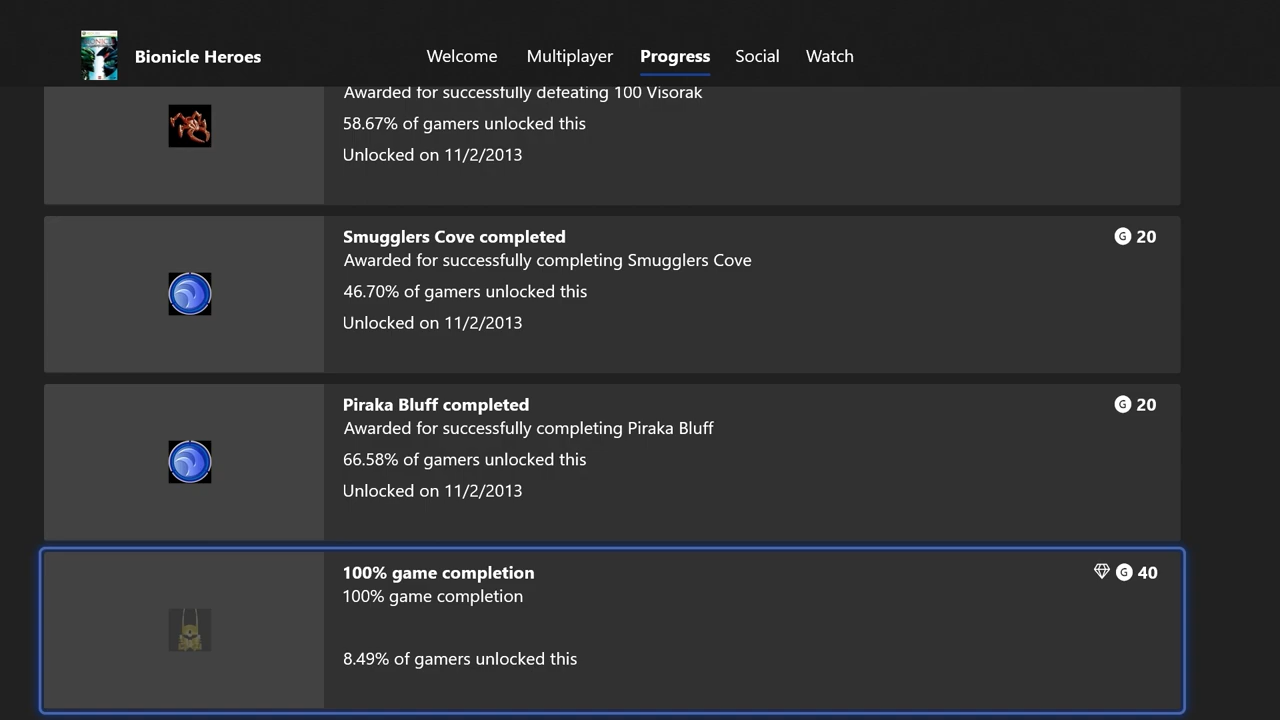 Bionicle Heroes
Welcome
Multiplayer
Progress
Social
Watch
Awarded for successfully defeating 100 Visorak
58.67% of gamers unlocked this
Unlocked on 11/2/2013
Smugglers Cove completed
G 20
Awarded for successfully completing Smugglers Cove
46.70% of gamers unlocked this
Unlocked on 11/2/2013
Piraka Bluff completed
G 20
Awarded for successfully completing Piraka Bluff
66.58% of gamers unlocked this
Unlocked on 11/2/2013
100% game completion
G 40
100% game completion
8.49% of gamers unlocked this